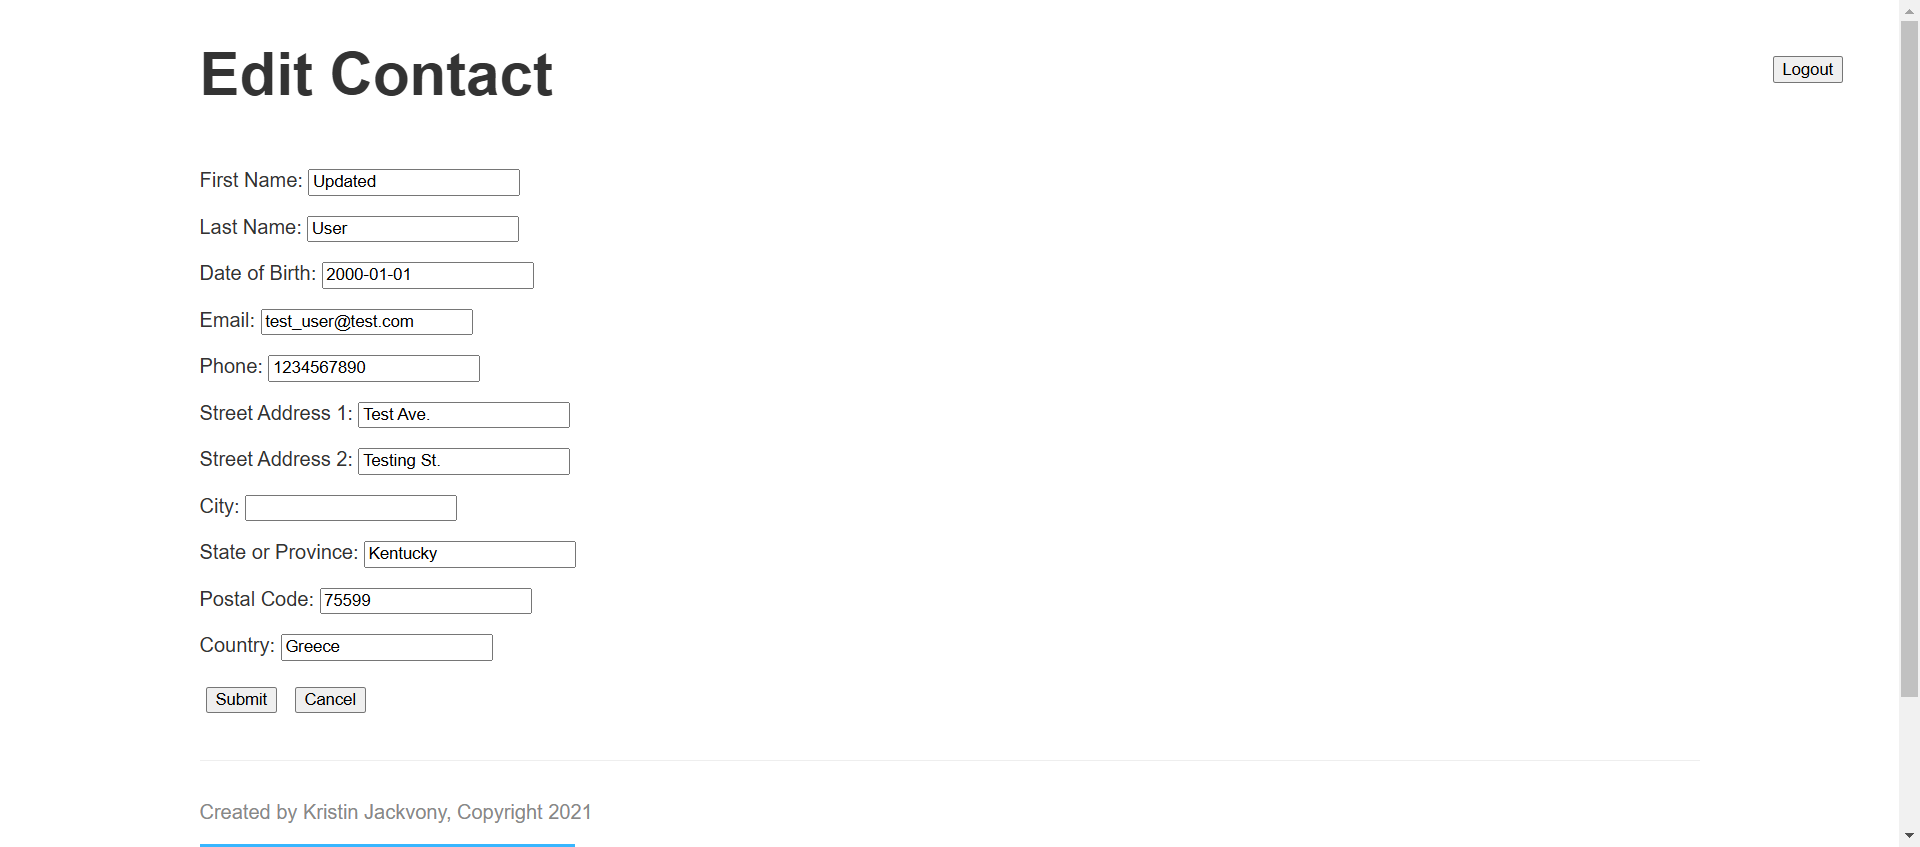 Edit Contact
Logout
First Name: Updated
Last Name: User
Date of Birth: 2000-01-01
Email: test_user@test.com
Phone: 1234567890
Street Address 1: Test Ave.
Street Address 2: Testing St.
City:
State or Province: Kentucky
Postal Code: 75599
Country: Greece
Submit Cancel
Created by Kristin Jackvony, Copyright 2021